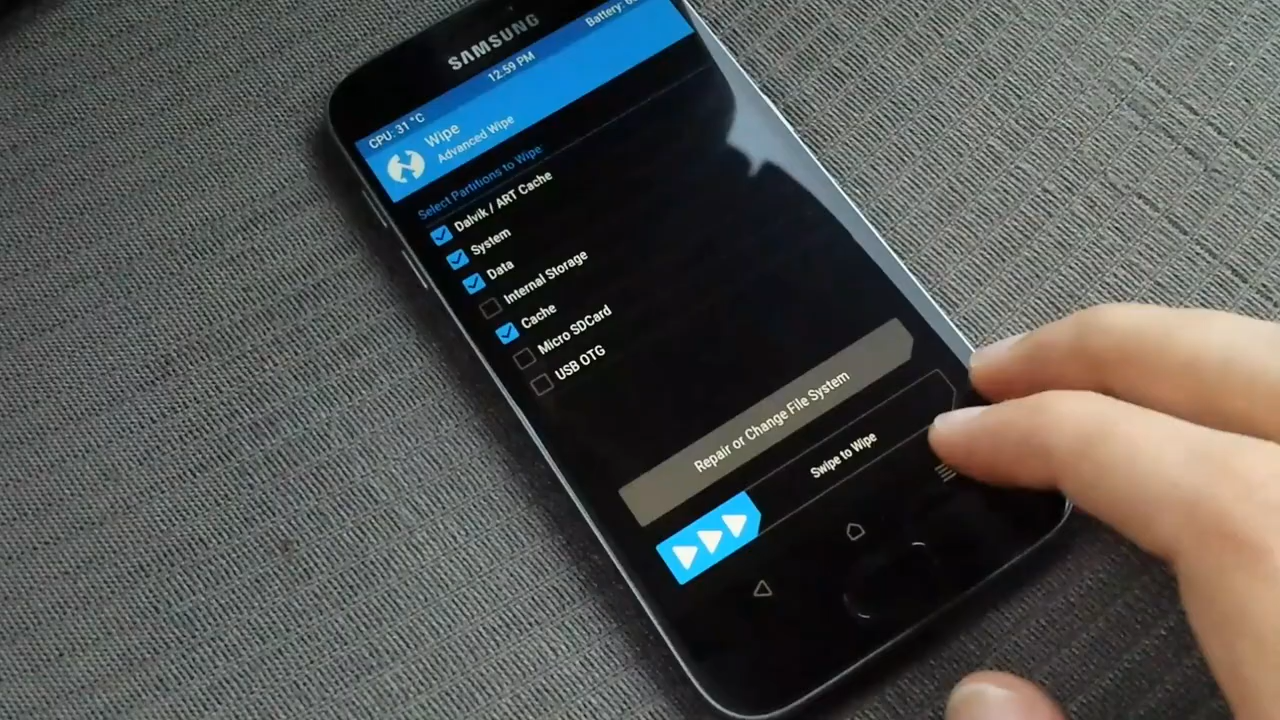 SAMSUNG
CPU: 31 °C
12:59 PM
Battery:
Wipe
Advanced Wipe
Select Partitions to Wipe:
Dalvik / ART Cache
System
Data
Internal Storage
Cache
Micro SDCard
USB OTG
Repair or Change File System
Swipe to Wipe